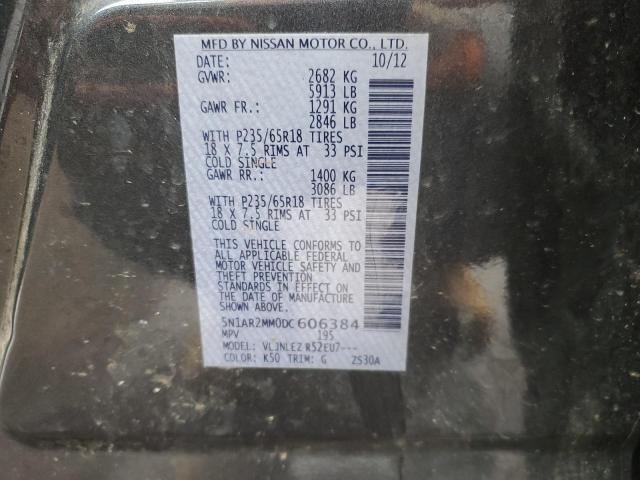 MFD BY NISSAN MOTOR CO., LTD.
DATE: 10/12
GVWR: 2682 KG
5913 LB
GAWR FR.: 1291 KG
2846 LB
WITH P235/65R18 TIRES
18 X 7.5 RIMS AT 33 PSI
COLD SINGLE
GAWR RR.: 1400 KG
3086 LB
WITH P235/65R18 TIRES
18 X 7.5 RIMS AT 33 PSI
COLD SINGLE
THIS VEHICLE CONFORMS TO
ALL APPLICABLE FEDERAL
MOTOR VEHICLE SAFETY AND
THEFT PREVENTION
STANDARDS IN EFFECT ON
THE DATE OF MANUFACTURE
SHOWN ABOVE.
5N1AR2MM0DC606384
MPV 195
MODEL: VLJNLEZ R52EU7---
COLOR: K50 TRIM: G 2S30A